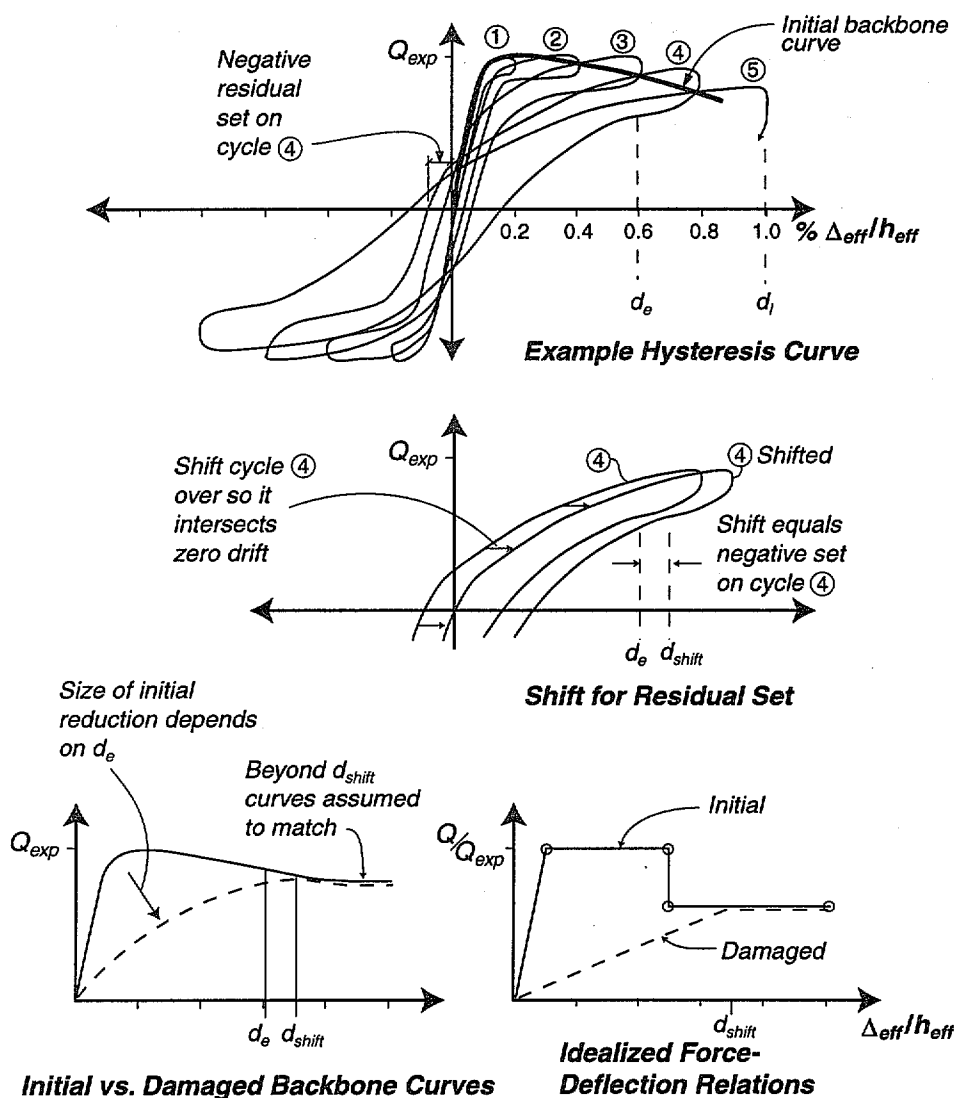 Q_exp
①
②
③
④
⑤
Initial backbone
curve
Negative
residual
set on
cycle ④
0.2
0.4
0.6
0.8
1.0
% Δ_eff/h_eff
d_e
d_l
Example Hysteresis Curve
Q_exp
④
④ Shifted
Shift cycle ④
over so it
intersects
zero drift
Shift equals
negative set
on cycle ④
d_e
d_shift
Shift for Residual Set
Size of initial
reduction depends
on d_e
Beyond d_shift
curves assumed
to match
Q_exp
d_e
d_shift
Initial vs. Damaged Backbone Curves
Q/Q_exp
Initial
Damaged
d_shift
Δ_eff/h_eff
Idealized Force-
Deflection Relations